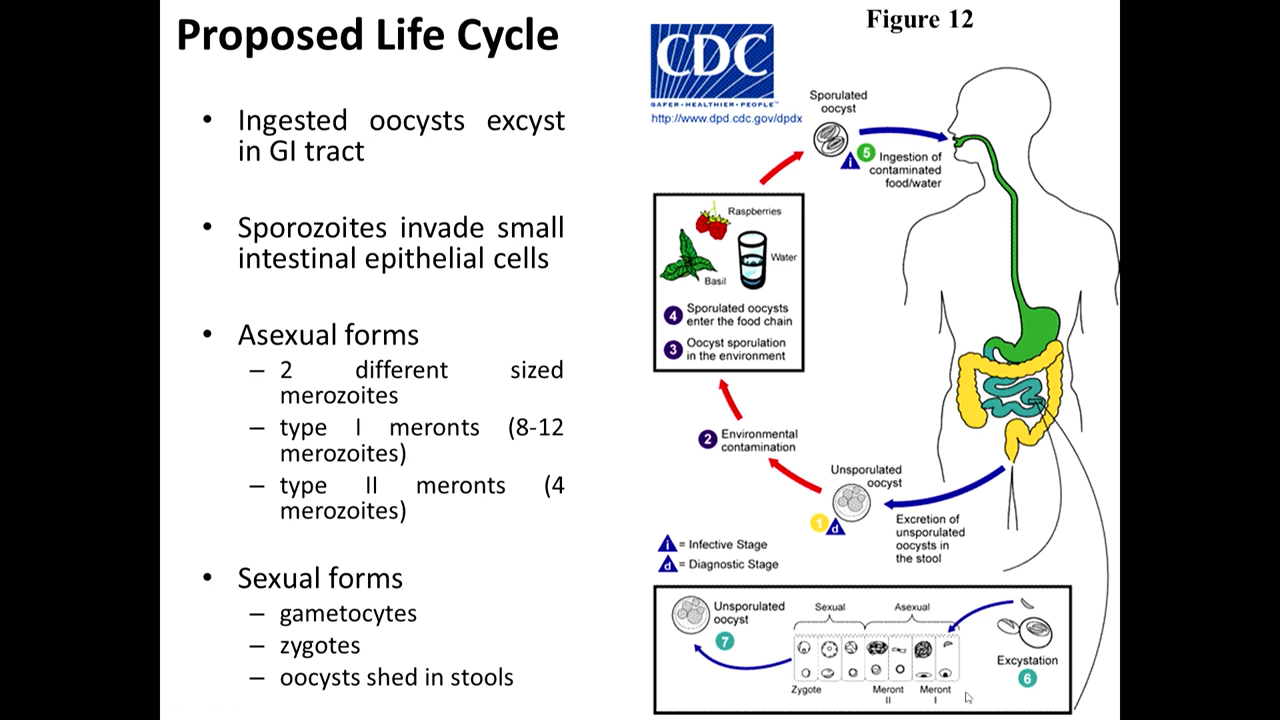 Proposed Life Cycle
• Ingested oocysts excyst
in GI tract
• Sporozoites invade small
intestinal epithelial cells
• Asexual forms
– 2 different sized
merozoites
– type I meronts (8-12
merozoites)
– type II meronts (4
merozoites)
• Sexual forms
– gametocytes
– zygotes
– oocysts shed in stools
Figure 12
CDC
SAFER • HEALTHIER • PEOPLE™
http://www.dpd.cdc.gov/dpdx
Sporulated
oocyst
i
5 Ingestion of
contaminated
food/water
Raspberries
Water
Basil
4 Sporulated oocysts
enter the food chain
3 Oocyst sporulation
in the environment
2 Environmental
contamination
Unsporulated
oocyst
1 d
Excretion of
unsporulated
oocysts in
the stool
i = Infective Stage
d = Diagnostic Stage
Unsporulated
oocyst
7
Sexual Asexual
Zygote
Meront
II
Meront
I
Excystation
6